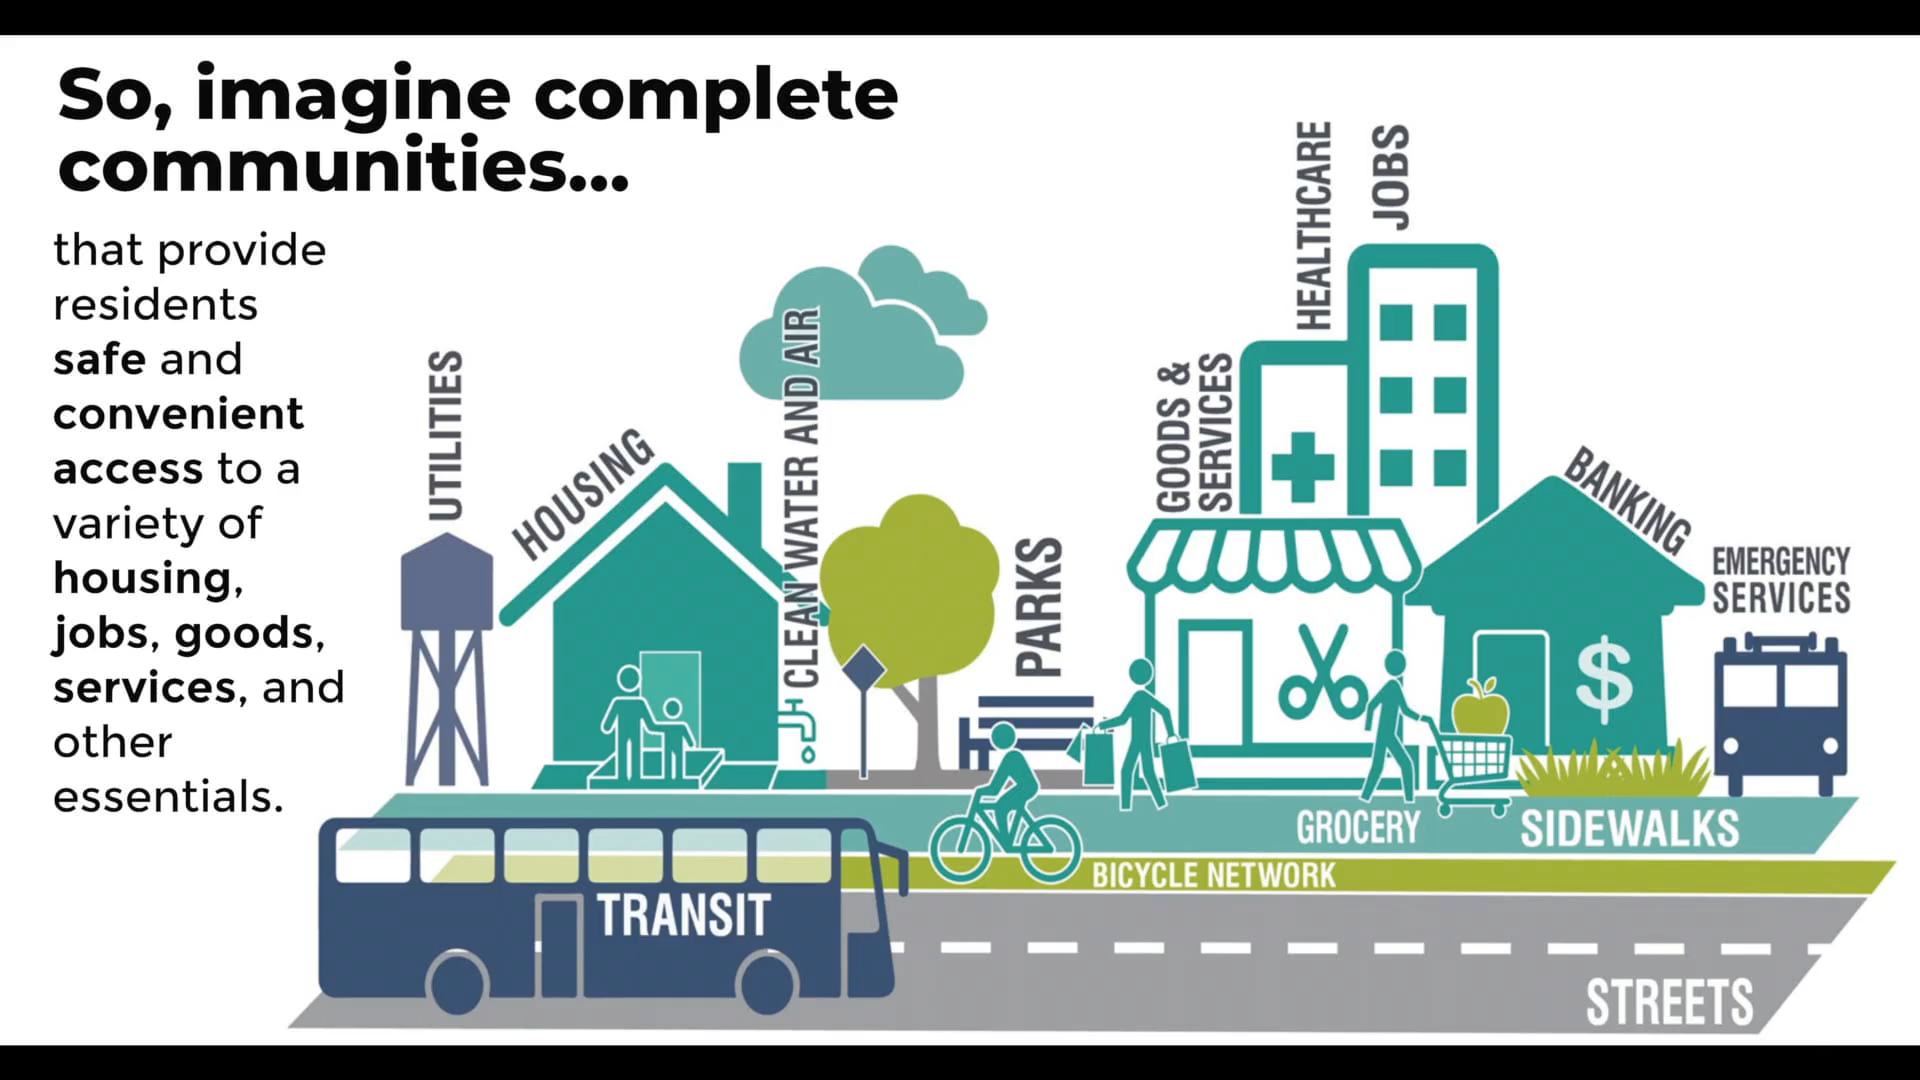 So, imagine complete
communities...
that provide
residents
safe and
convenient
access to a
variety of
housing,
jobs, goods,
services, and
other
essentials.
UTILITIES
HOUSING
CLEAN WATER AND AIR
PARKS
GOODS &
SERVICES
HEALTHCARE
JOBS
BANKING
$
EMERGENCY
SERVICES
GROCERY
SIDEWALKS
BICYCLE NETWORK
TRANSIT
STREETS